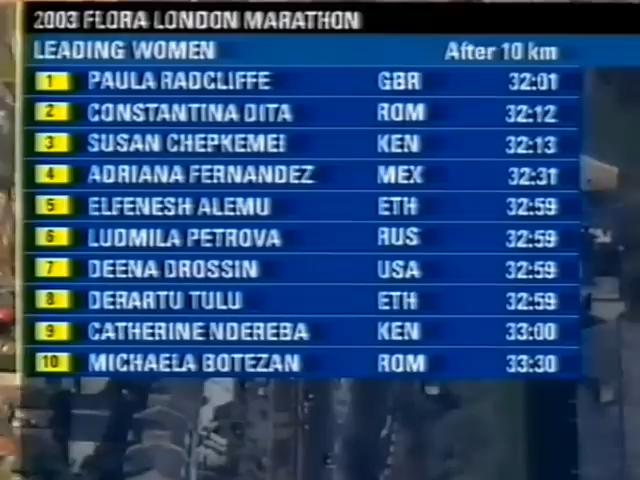 2003 FLORA LONDON MARATHON
LEADING WOMEN After 10 km
1 PAULA RADCLIFFE GBR 32:01
2 CONSTANTINA DITA ROM 32:12
3 SUSAN CHEPKEMEI KEN 32:13
4 ADRIANA FERNANDEZ MEX 32:31
5 ELFENESH ALEMU ETH 32:59
6 LUDMILA PETROVA RUS 32:59
7 DEENA DROSSIN USA 32:59
8 DERARTU TULU ETH 32:59
9 CATHERINE NDEREBA KEN 33:00
10 MICHAELA BOTEZAN ROM 33:30